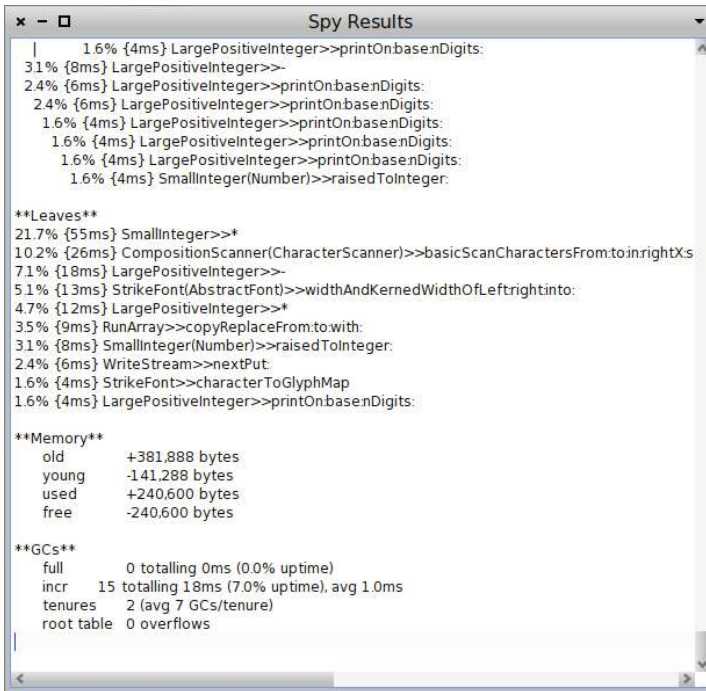 Spy Results
| 1.6% {4ms} LargePositiveInteger>>printOn:base:nDigits:
3.1% {8ms} LargePositiveInteger>>-
2.4% {6ms} LargePositiveInteger>>printOn:base:nDigits:
2.4% {6ms} LargePositiveInteger>>printOn:base:nDigits:
1.6% {4ms} LargePositiveInteger>>printOn:base:nDigits:
1.6% {4ms} LargePositiveInteger>>printOn:base:nDigits:
1.6% {4ms} LargePositiveInteger>>printOn:base:nDigits:
1.6% {4ms} SmallInteger(Number)>>raisedToInteger:
**Leaves**
21.7% {55ms} SmallInteger>>*
10.2% {26ms} CompositionScanner(CharacterScanner)>>basicScanCharactersFrom:to:in:rightX:s
7.1% {18ms} LargePositiveInteger>>-
5.1% {13ms} StrikeFont(AbstractFont)>>widthAndKernedWidthOfLeft:right:into:
4.7% {12ms} LargePositiveInteger>>*
3.5% {9ms} RunArray>>copyReplaceFrom:to:with:
3.1% {8ms} SmallInteger(Number)>>raisedToInteger:
2.4% {6ms} WriteStream>>nextPut:
1.6% {4ms} StrikeFont>>characterToGlyphMap
1.6% {4ms} LargePositiveInteger>>printOn:base:nDigits:
**Memory**
old +381,888 bytes
young -141,288 bytes
used +240,600 bytes
free -240,600 bytes
**GCs**
full 0 totalling 0ms (0.0% uptime)
incr 15 totalling 18ms (7.0% uptime), avg 1.0ms
tenures 2 (avg 7 GCs/tenure)
root table 0 overflows